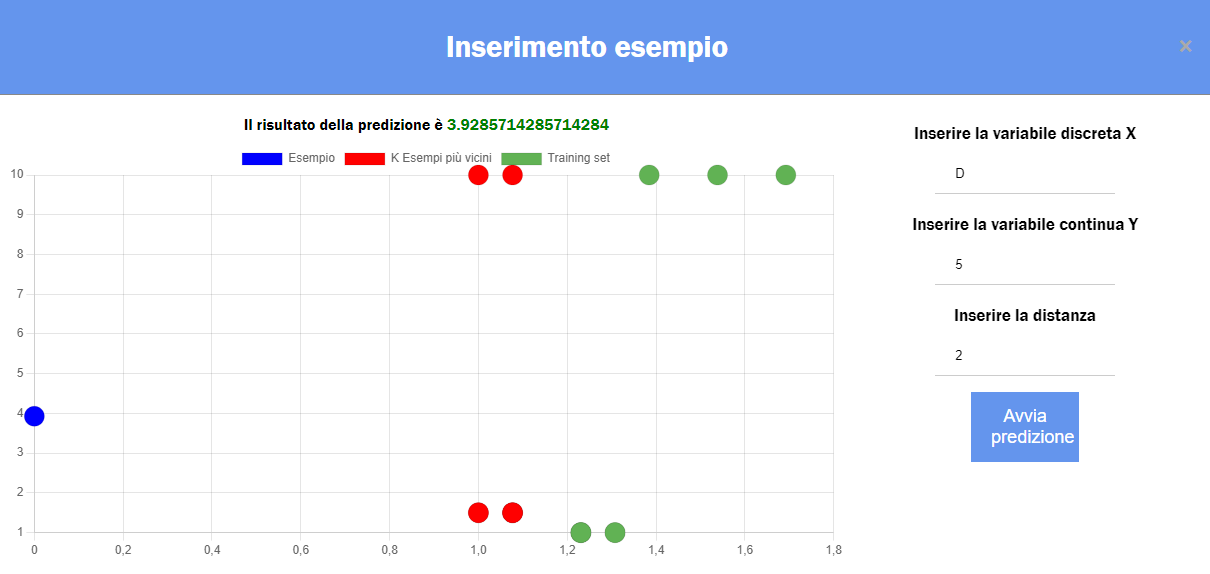 Inserimento esempio
×
Il risultato della predizione è 3.9285714285714284
Esempio K Esempi più vicini Training set
10
9
8
7
6
5
4
3
2
1
0 0,2 0,4 0,6 0,8 1,0 1,2 1,4 1,6 1,8
Inserire la variabile discreta X
D
Inserire la variabile continua Y
5
Inserire la distanza
2
Avvia
predizione